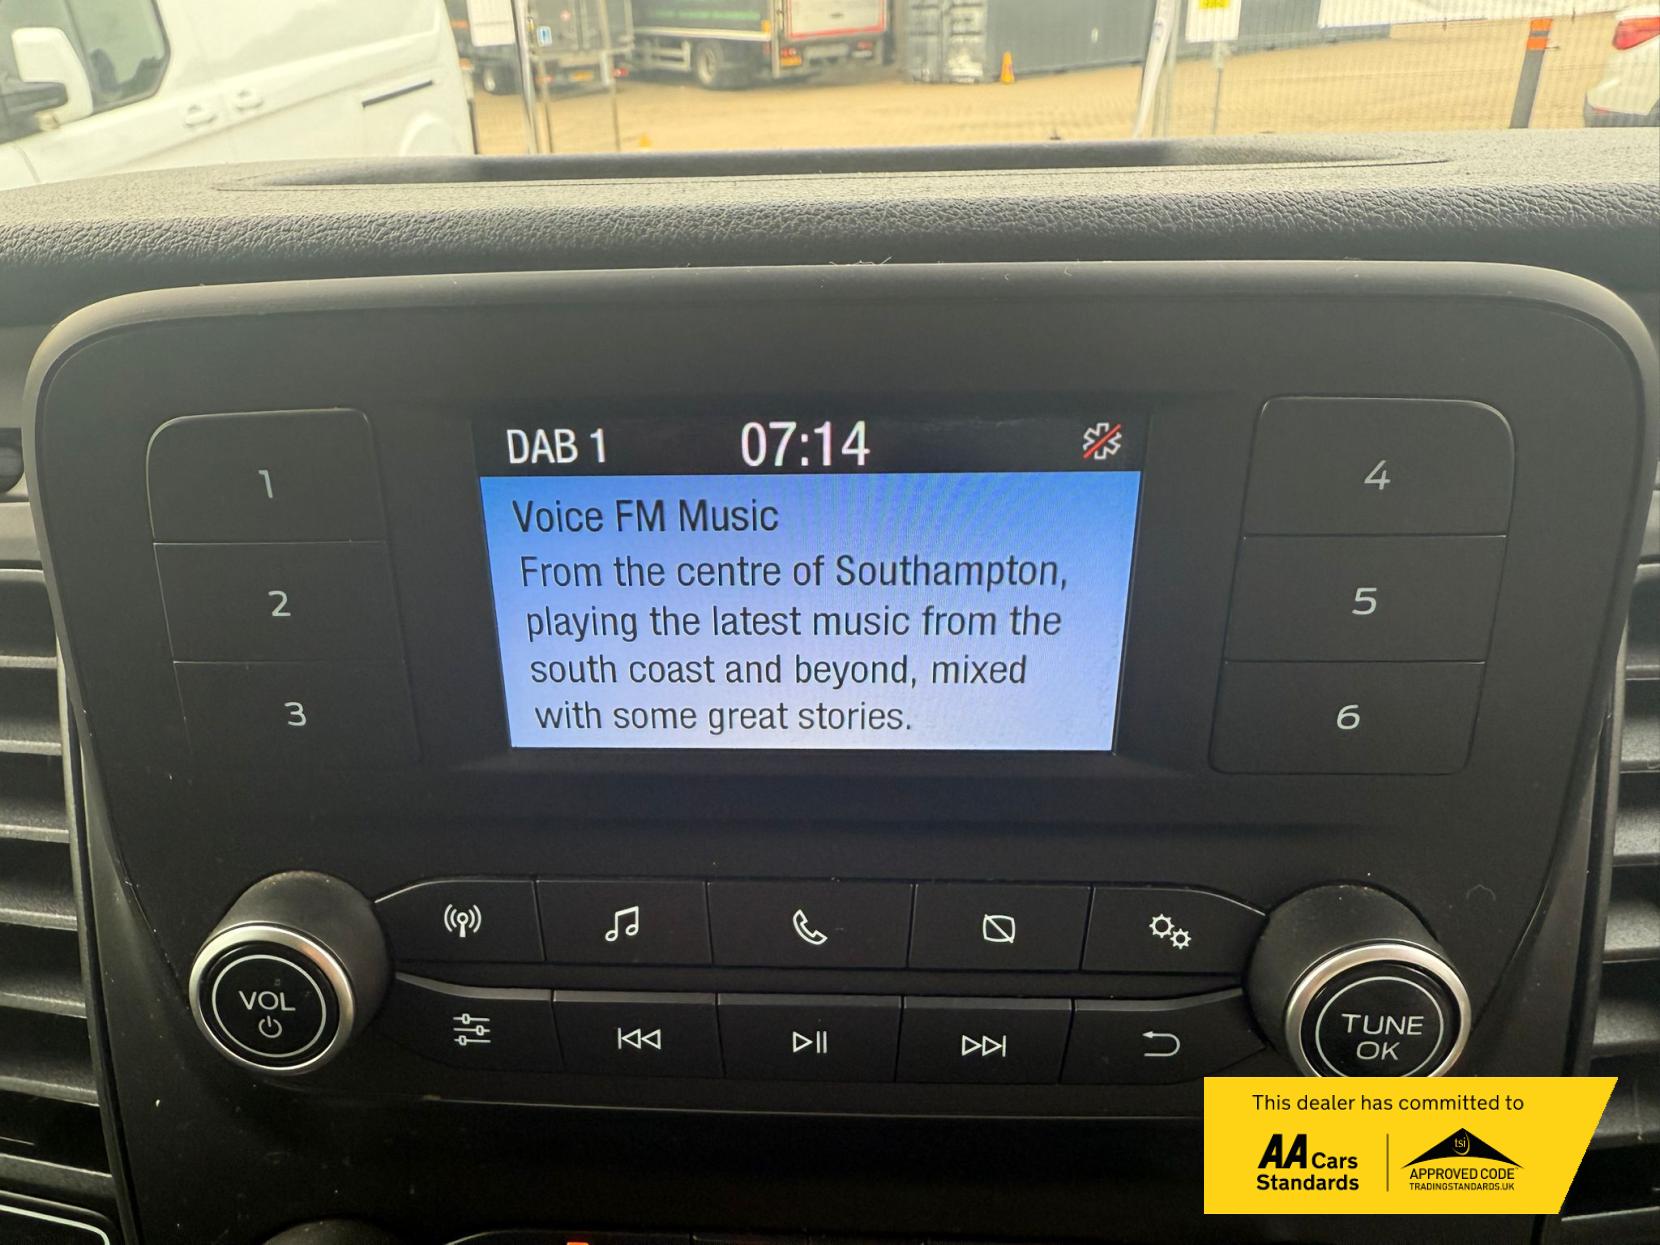 DAB 1 07:14
Voice FM Music
From the centre of Southampton,
playing the latest music from the
south coast and beyond, mixed
with some great stories.
1
2
3
4
5
6
VOL
TUNE
OK
This dealer has committed to
AA Cars
Standards
tsi
APPROVED CODE
TRADINGSTANDARDS.UK